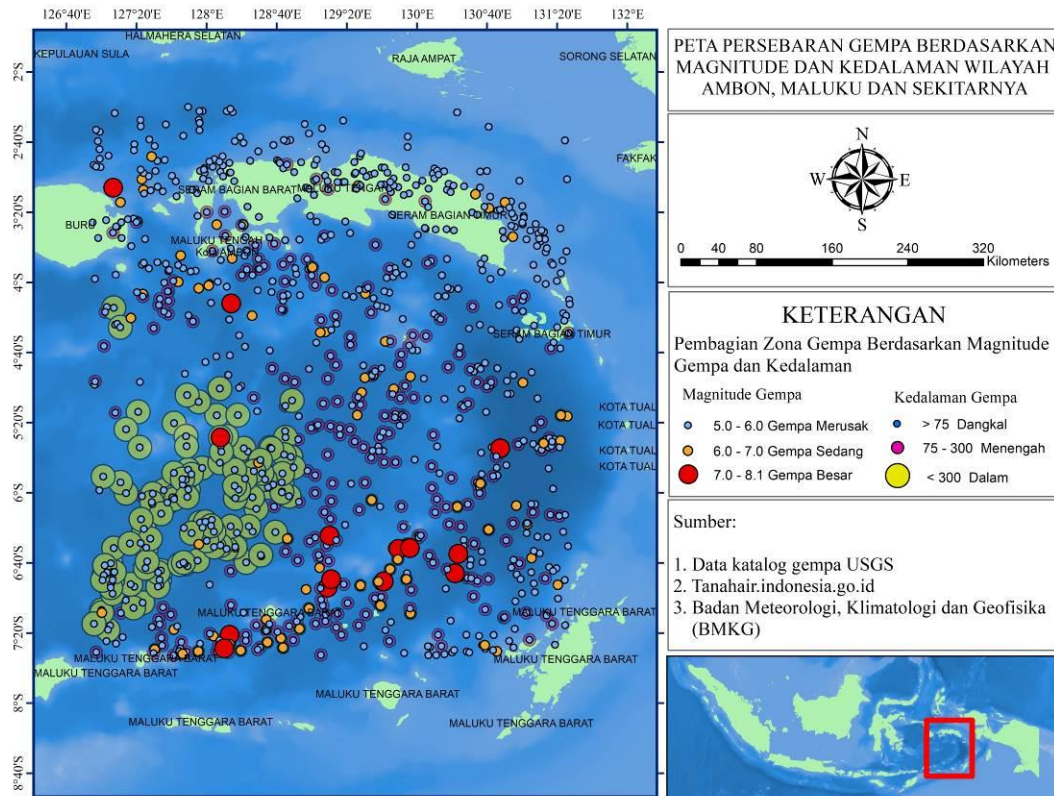 126°40'E 127°20'E 128°E 128°40'E 129°20'E 130°E 130°40'E 131°20'E 132°E
HALMAHERA SELATAN
KEPULAUAN SULA
RAJA AMPAT
SORONG SELATAN
2°S
2°40'S
FAKFAK
SERAM BAGIAN BARAT
3°20'S
SERAM BAGIAN TIMUR
BURU
MALUKU TENGAH
4°S
SERAM BAGIAN TIMUR
4°40'S
KOTA TUAL
5°20'S
KOTA TUAL
KOTA TUAL
KOTA TUAL
6°S
6°40'S
MALUKU TENGGARA BARAT
MALUKU TENGGARA BARAT
7°20'S
MALUKU TENGGARA BARAT
MALUKU TENGGARA BARAT
MALUKU TENGGARA BARAT
MALUKU TENGGARA BARAT
8°S
MALUKU TENGGARA BARAT
MALUKU TENGGARA BARAT
8°40'S
PETA PERSEBARAN GEMPA BERDASARKAN
MAGNITUDE DAN KEDALAMAN WILAYAH
AMBON, MALUKU DAN SEKITARNYA
N
W E
S
0 40 80 160 240 320
Kilometers
KETERANGAN
Pembagian Zona Gempa Berdasarkan Magnitude
Gempa dan Kedalaman
Magnitude Gempa
5.0 - 6.0 Gempa Merusak
6.0 - 7.0 Gempa Sedang
7.0 - 8.1 Gempa Besar
Kedalaman Gempa
> 75 Dangkal
75 - 300 Menengah
< 300 Dalam
Sumber:
1. Data katalog gempa USGS
2. Tanahair.indonesia.go.id
3. Badan Meteorologi, Klimatologi dan Geofisika
(BMKG)